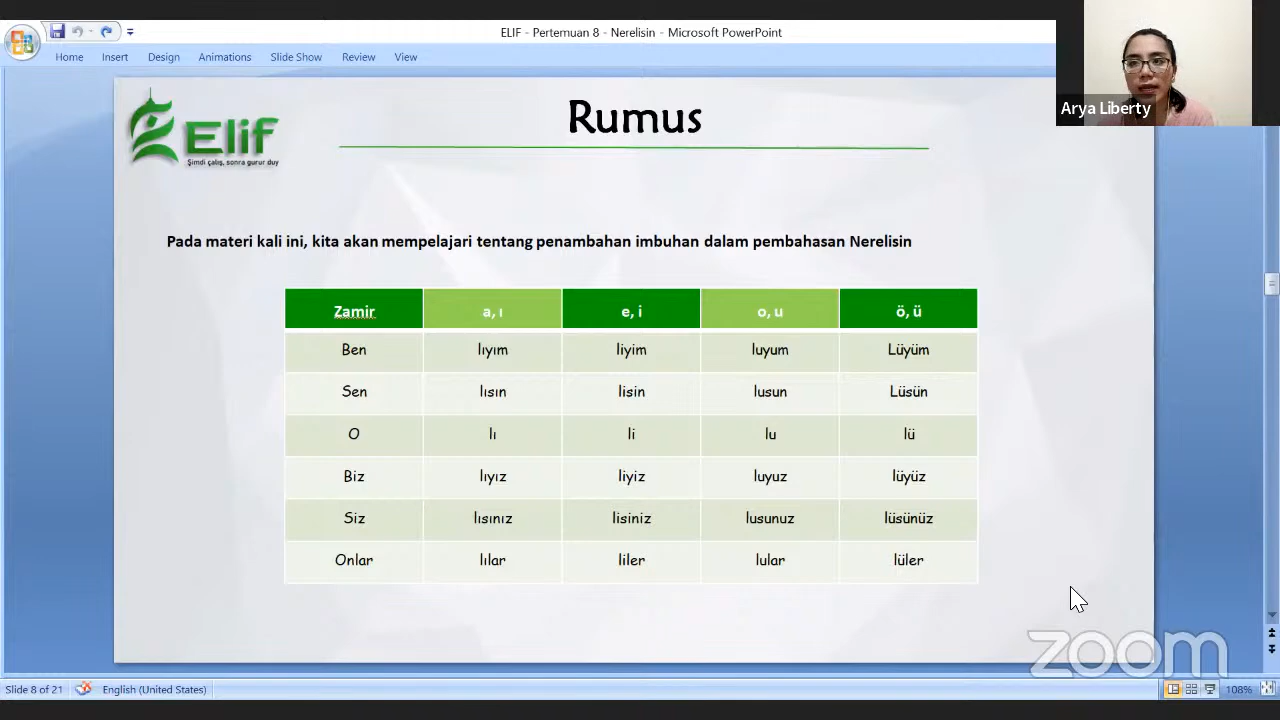 ELIF - Pertemuan 8 - Nerelisin - Microsoft PowerPoint
Home Insert Design Animations Slide Show Review View
Arya Liberty
Elif
Şimdi çalış, sonra gurur duy
Rumus
Pada materi kali ini, kita akan mempelajari tentang penambahan imbuhan dalam pembahasan Nerelisin
Zamir a, ı e, i o, u ö, ü
Ben lıyım liyim luyum Lüyüm
Sen lısın lisin lusun Lüsün
O lı li lu lü
Biz lıyız liyiz luyuz lüyüz
Siz lısınız lisiniz lusunuz lüsünüz
Onlar lılar liler lular lüler
zoom
Slide 8 of 21 English (United States) 108%